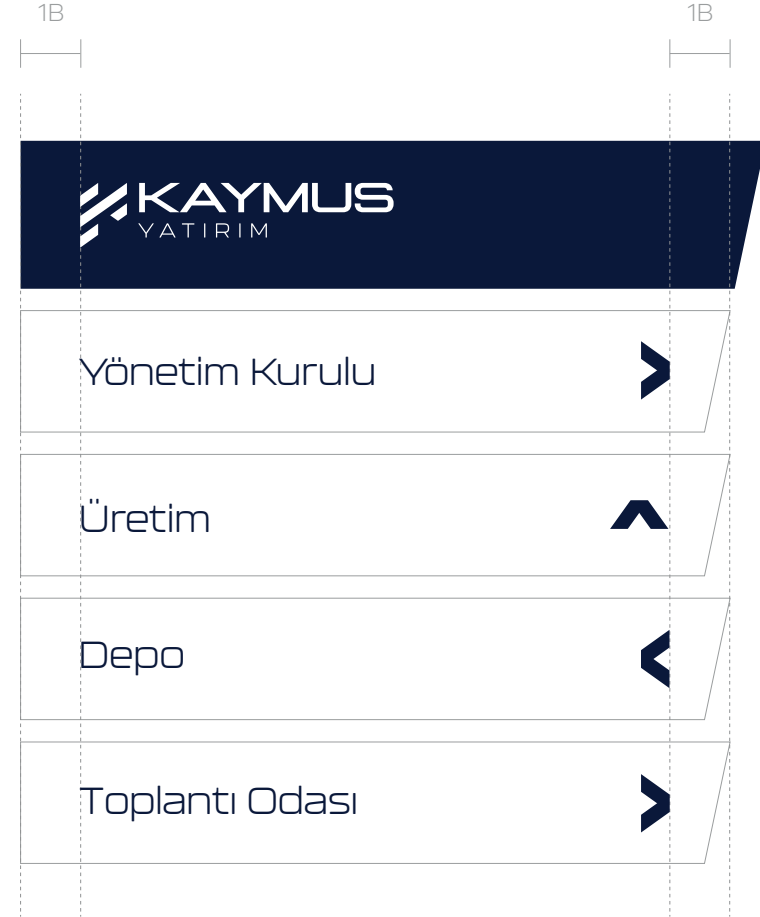 1B 1B
KAYMUS
YATIRIM
Yönetim Kurulu
Üretim
Depo
Toplantı Odası